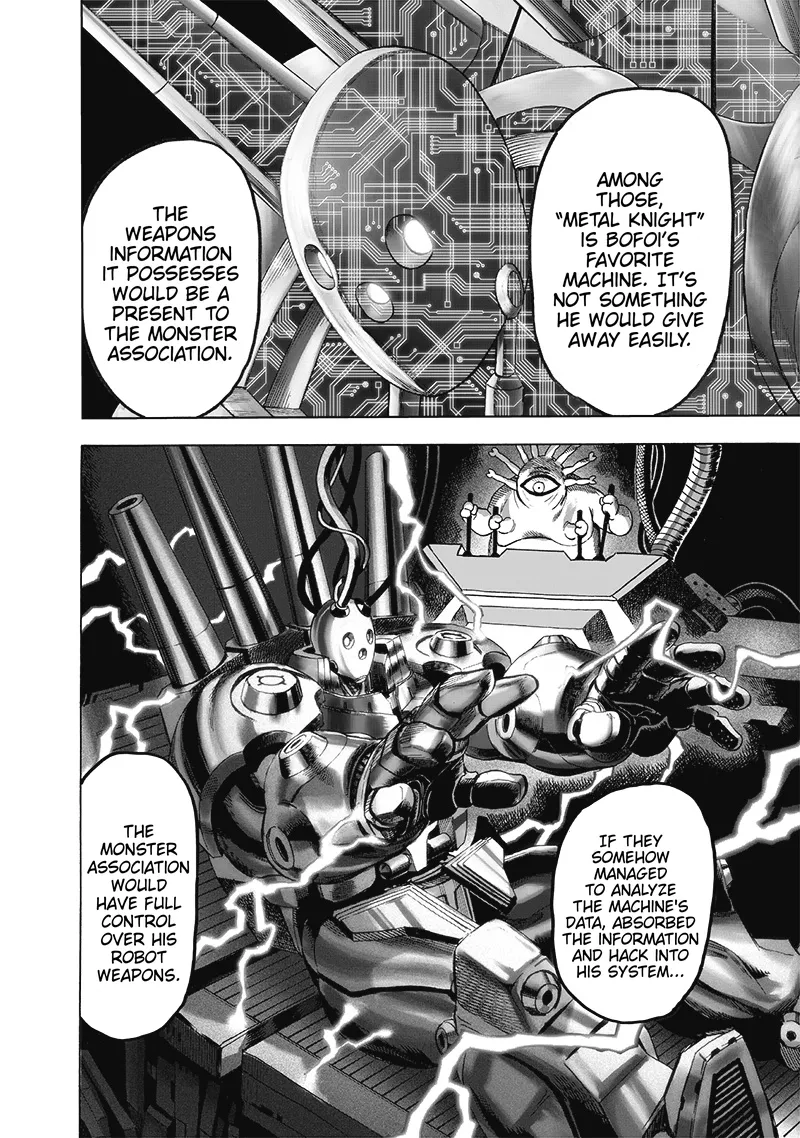 AMONG
THOSE,
"METAL KNIGHT"
IS BOFOI'S
FAVORITE
MACHINE. IT'S
NOT SOMETHING
HE WOULD GIVE
AWAY EASILY.
THE
WEAPONS
INFORMATION
IT POSSESSES
WOULD BE A
PRESENT TO
THE MONSTER
ASSOCIATION.
IF THEY
SOMEHOW
MANAGED
TO ANALYZE
THE MACHINE'S
DATA, ABSORBED
THE INFORMATION
AND HACK INTO
HIS SYSTEM...
THE
MONSTER
ASSOCIATION
WOULD
HAVE FULL
CONTROL
OVER HIS
ROBOT
WEAPONS.